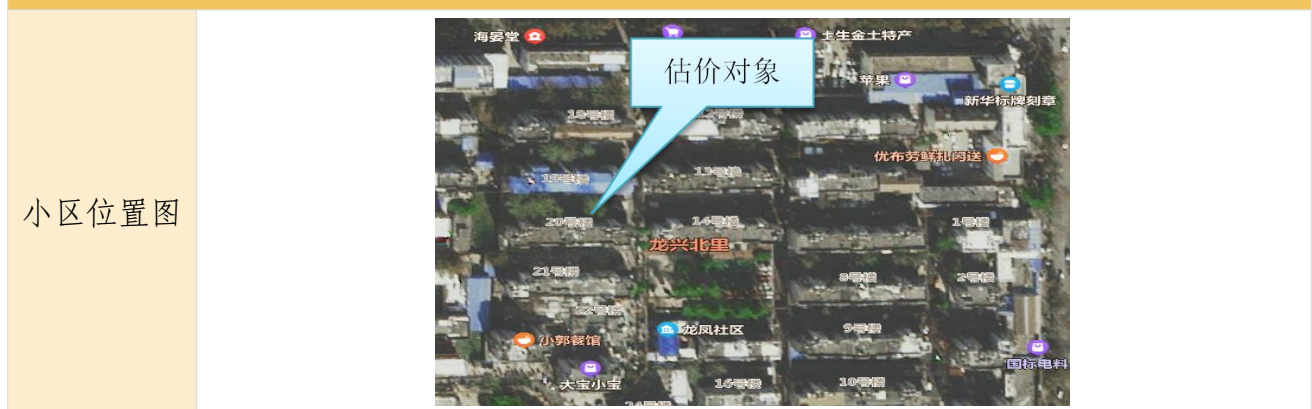 小区位置图
海晏堂
土生金土特产
估价对象
苹果
新华标牌刻章
18号楼
12号楼
优布劳鲜扎闪送
13号楼
20号楼
14号楼
1号楼
龙兴北里
21号楼
8号楼
2号楼
22号楼
龙凤社区
9号楼
小郭餐馆
国标电料
大宝小宝
16号楼
10号楼
24号楼